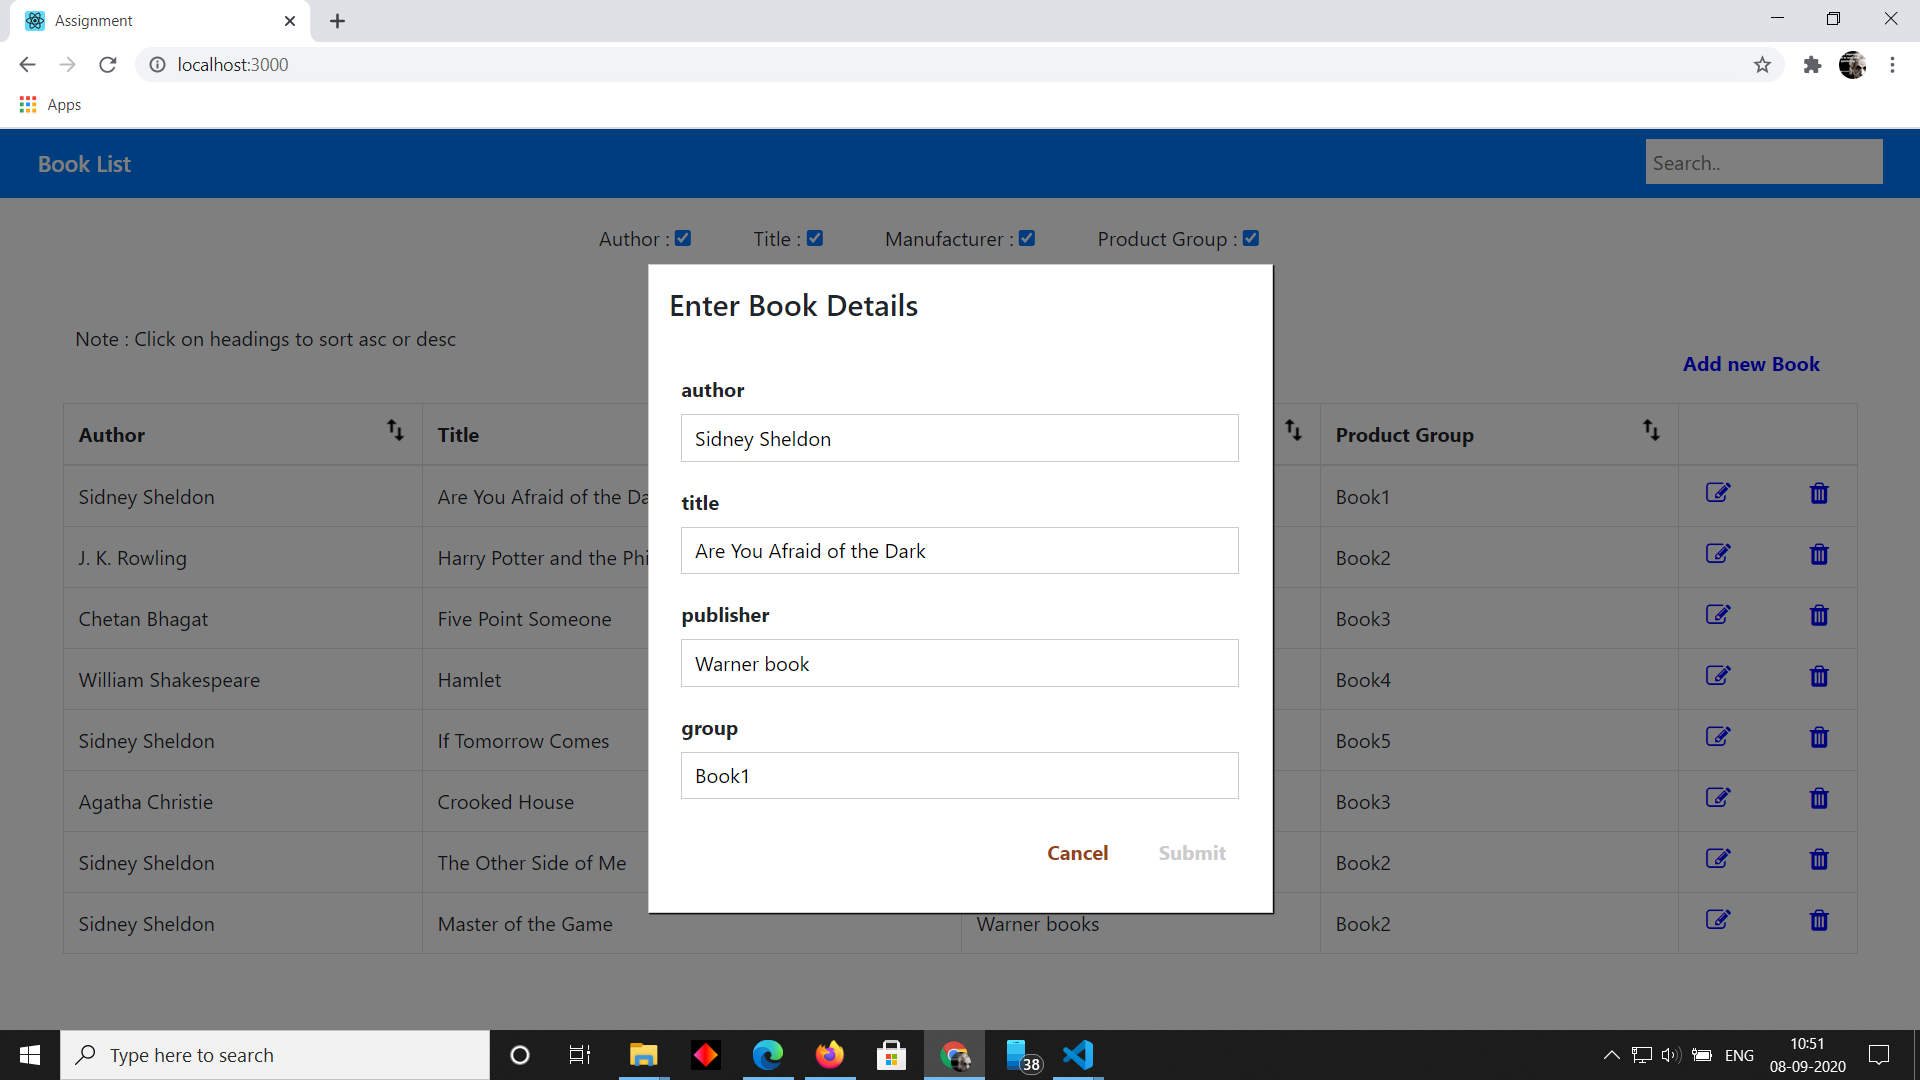 Assignment
localhost:3000
Apps
Book List
Search..
Author :
Title :
Manufacturer :
Product Group :
Enter Book Details
Note : Click on headings to sort asc or desc
Add new Book
author
Sidney Sheldon
title
Are You Afraid of the Dark
publisher
Warner book
group
Book1
Cancel Submit
Author Title Product Group
Sidney Sheldon Are You Afraid of the Da Book1
J. K. Rowling Harry Potter and the Phi Book2
Chetan Bhagat Five Point Someone Book3
William Shakespeare Hamlet Book4
Sidney Sheldon If Tomorrow Comes Book5
Agatha Christie Crooked House Book3
Sidney Sheldon The Other Side of Me Book2
Sidney Sheldon Master of the Game Warner books Book2
Type here to search
38
ENG
10:51
08-09-2020